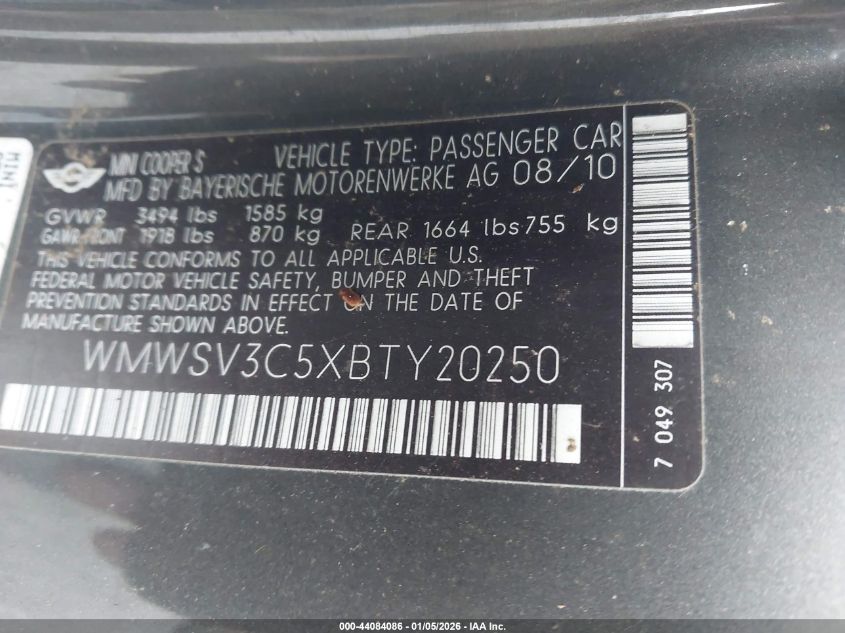 MINI
MINI COOPER S VEHICLE TYPE: PASSENGER CAR
MFD BY BAYERISCHE MOTORENWERKE AG 08/10
GVWR 3494 lbs 1585 kg
GAWR FRONT 1918 lbs 870 kg REAR 1664 lbs 755 kg
THIS VEHICLE CONFORMS TO ALL APPLICABLE U.S.
FEDERAL MOTOR VEHICLE SAFETY, BUMPER AND THEFT
PREVENTION STANDARDS IN EFFECT ON THE DATE OF
MANUFACTURE SHOWN ABOVE.
WMWSV3C5XBTY20250
7 049 307
000-44084086 - 01/05/2026 - IAA Inc.